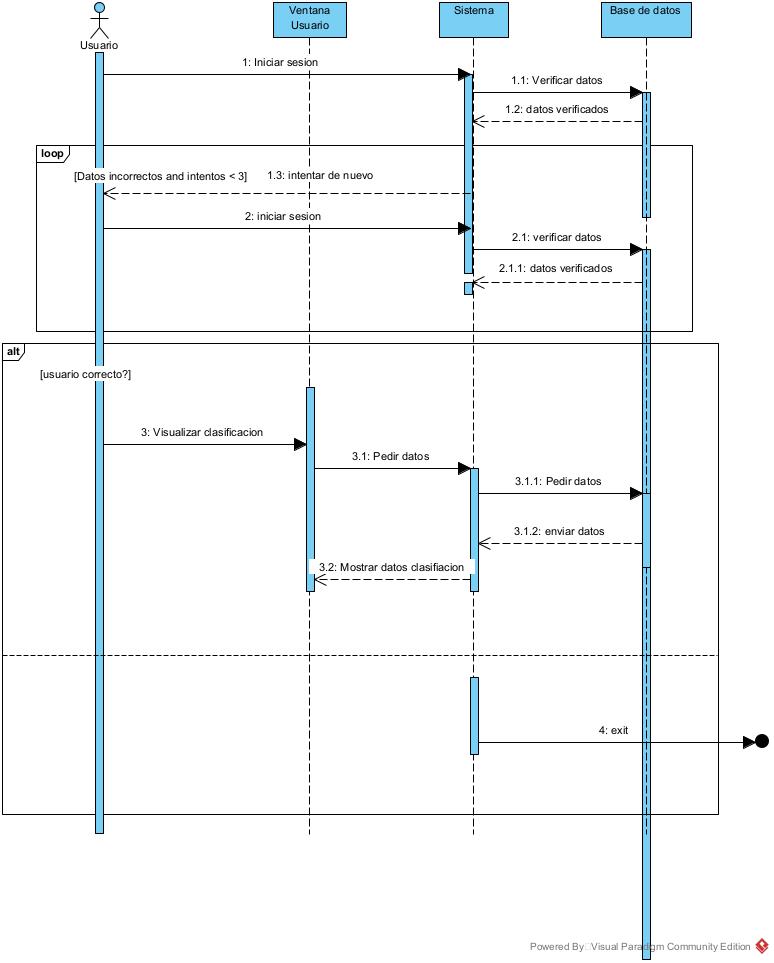 Usuario
Ventana
Usuario
Sistema
Base de datos
1: Iniciar sesion
1.1: Verificar datos
1.2: datos verificados
loop
[Datos incorrectos and intentos < 3]
1.3: intentar de nuevo
2: iniciar sesion
2.1: verificar datos
2.1.1: datos verificados
alt
[usuario correcto?]
3: Visualizar clasificacion
3.1: Pedir datos
3.1.1: Pedir datos
3.1.2: enviar datos
3.2: Mostrar datos clasifiacion
4: exit
Powered By Visual Paradigm Community Edition